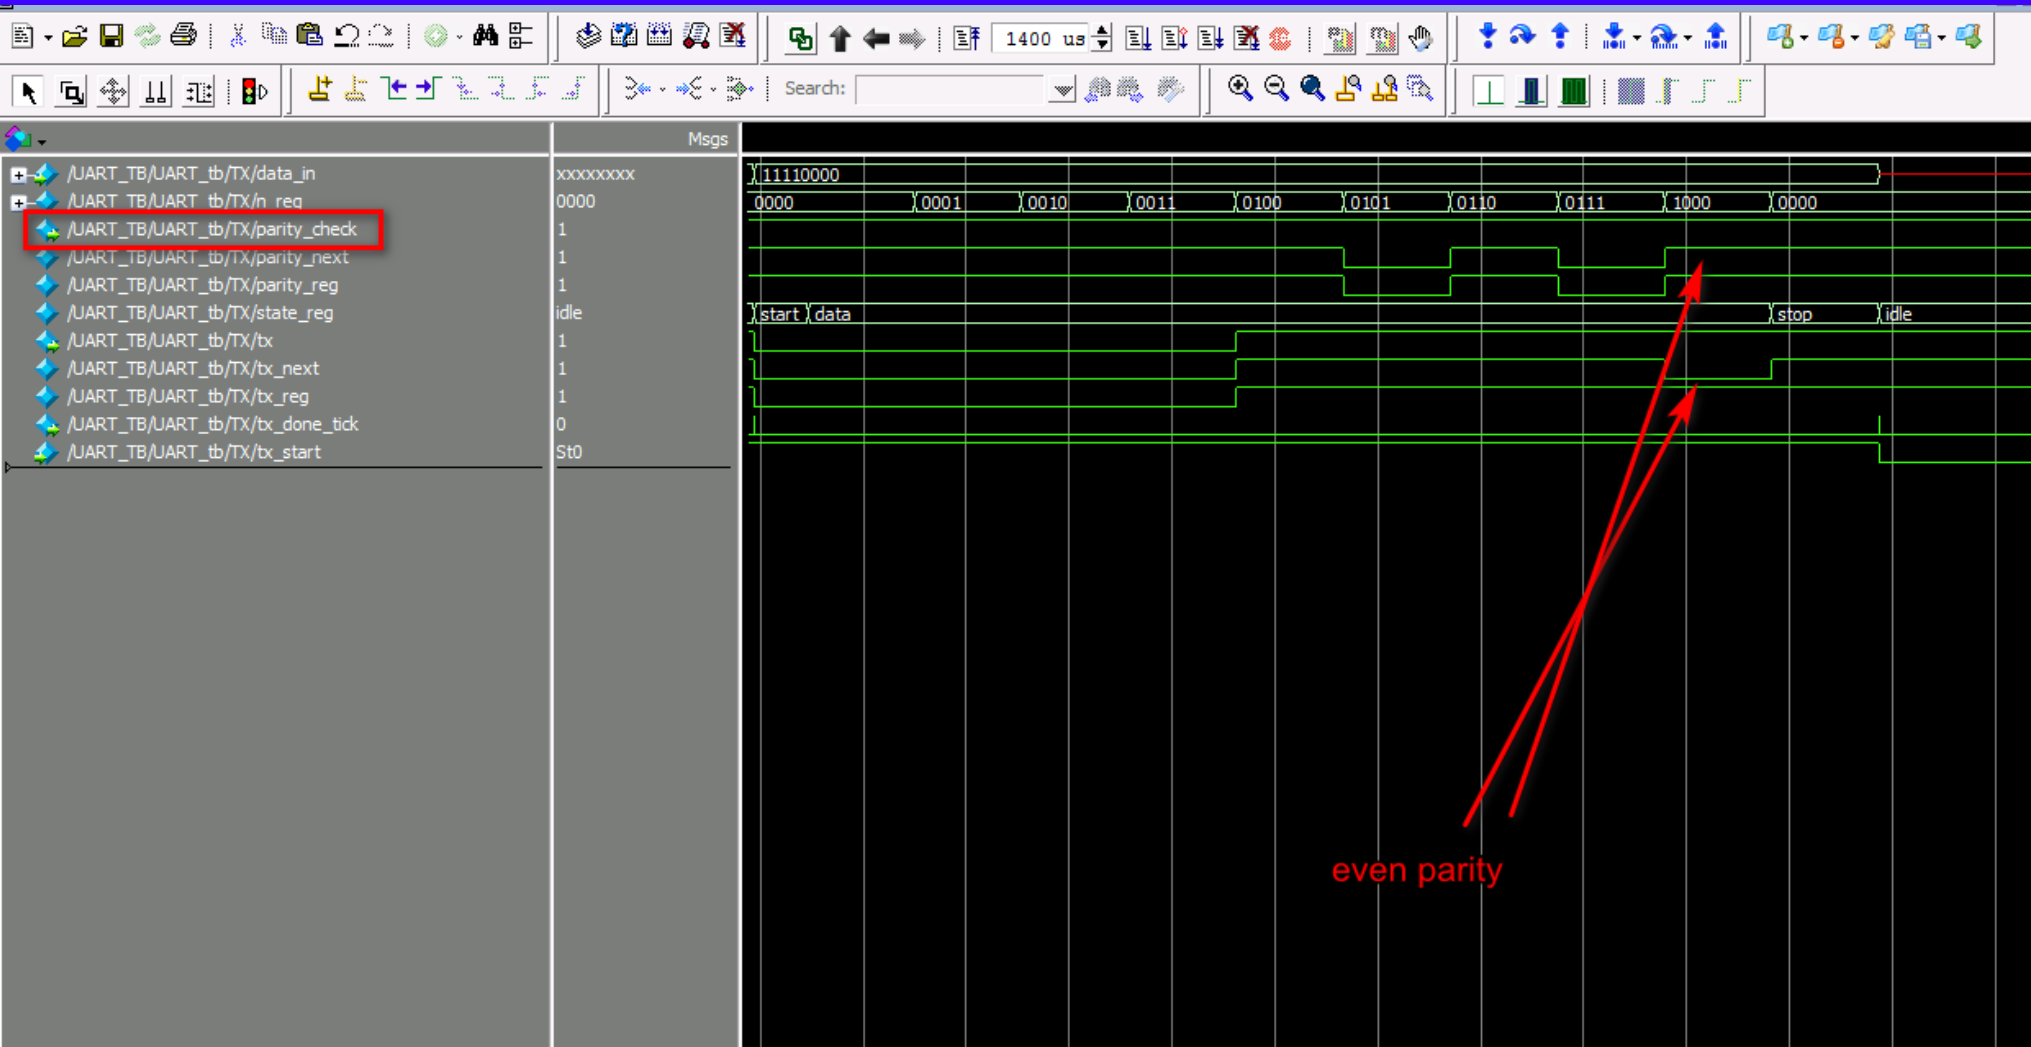 1400 us
Search:
Msgs
/UART_TB/UART_tb/TX/data_in xxxxxxxx 11110000
/UART_TB/UART_tb/TX/n_reg 0000 0000 0001 0010 0011 0100 0101 0110 0111 1000 0000
/UART_TB/UART_tb/TX/parity_check 1
/UART_TB/UART_tb/TX/parity_next 1
/UART_TB/UART_tb/TX/parity_reg 1
/UART_TB/UART_tb/TX/state_reg idle start data stop idle
/UART_TB/UART_tb/TX/tx 1
/UART_TB/UART_tb/TX/tx_next 1
/UART_TB/UART_tb/TX/tx_reg 1
/UART_TB/UART_tb/TX/tx_done_tick 0
/UART_TB/UART_tb/TX/tx_start St0
even parity